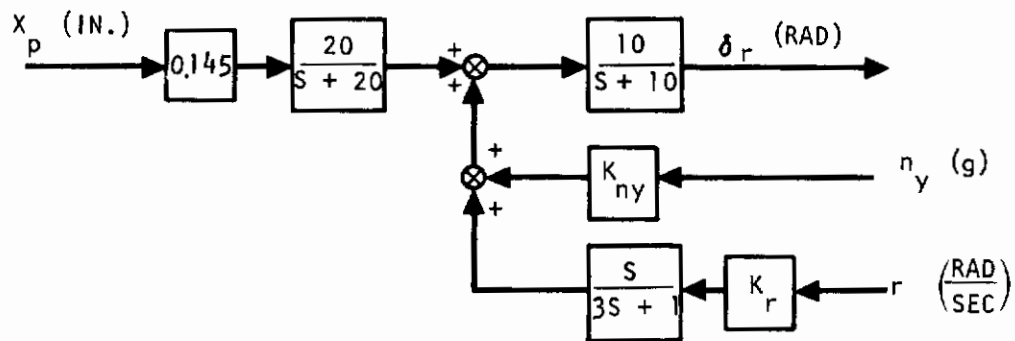 X_p (IN.)
0.145
20
S + 20
+
+
10
S + 10
δ_r (RAD)
+
+
K_ny
n_y (g)
S
3S + 1
K_r
r (RAD/SEC)